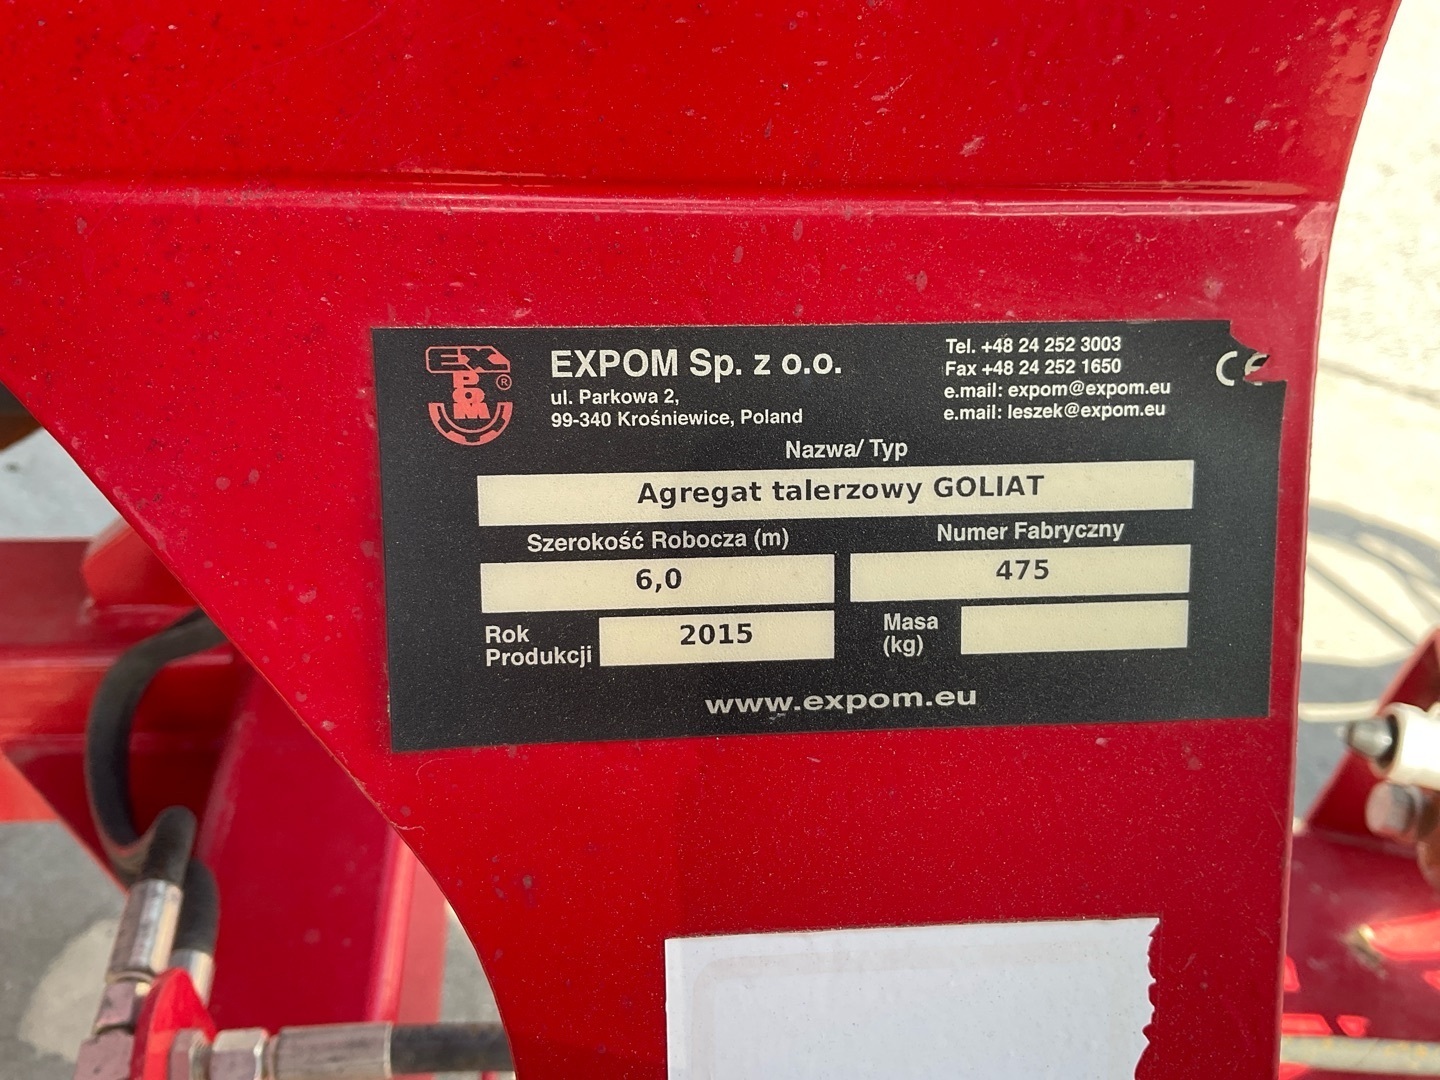 EXPOM ®
EXPOM Sp. z o.o.
ul. Parkowa 2,
99-340 Krośniewice, Poland
Tel. +48 24 252 3003
Fax +48 24 252 1650
e.mail: expom@expom.eu
e.mail: leszek@expom.eu
CE
Nazwa/ Typ
Agregat talerzowy GOLIAT
Szerokość Robocza (m)
Numer Fabryczny
6,0
475
Rok
Produkcji
2015
Masa
(kg)
www.expom.eu